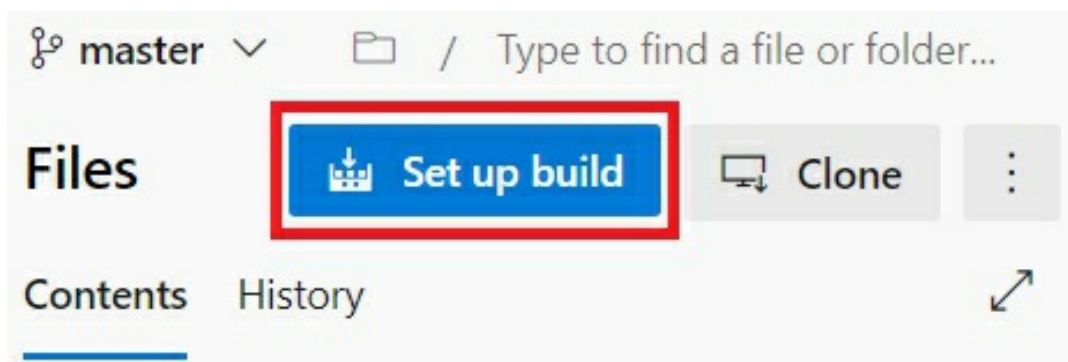 master / Type to find a file or folder...
Files Set up build Clone
Contents History